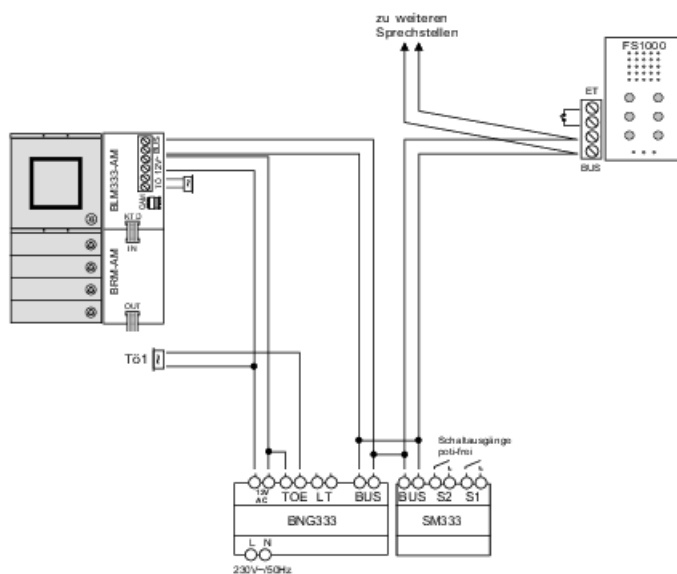 zu weiteren
Sprechstellen
FS1000
ET
BUS
BLM333-AM
TÖ 12V~ BUS
CAM
KTÖ
IN
BRM-AM
OUT
Tö1
Schaltausgänge
poti-frei
12V
AC
TOE
LT
BUS
BUS
S2
S1
BNG333
SM333
L
N
230V~/50Hz